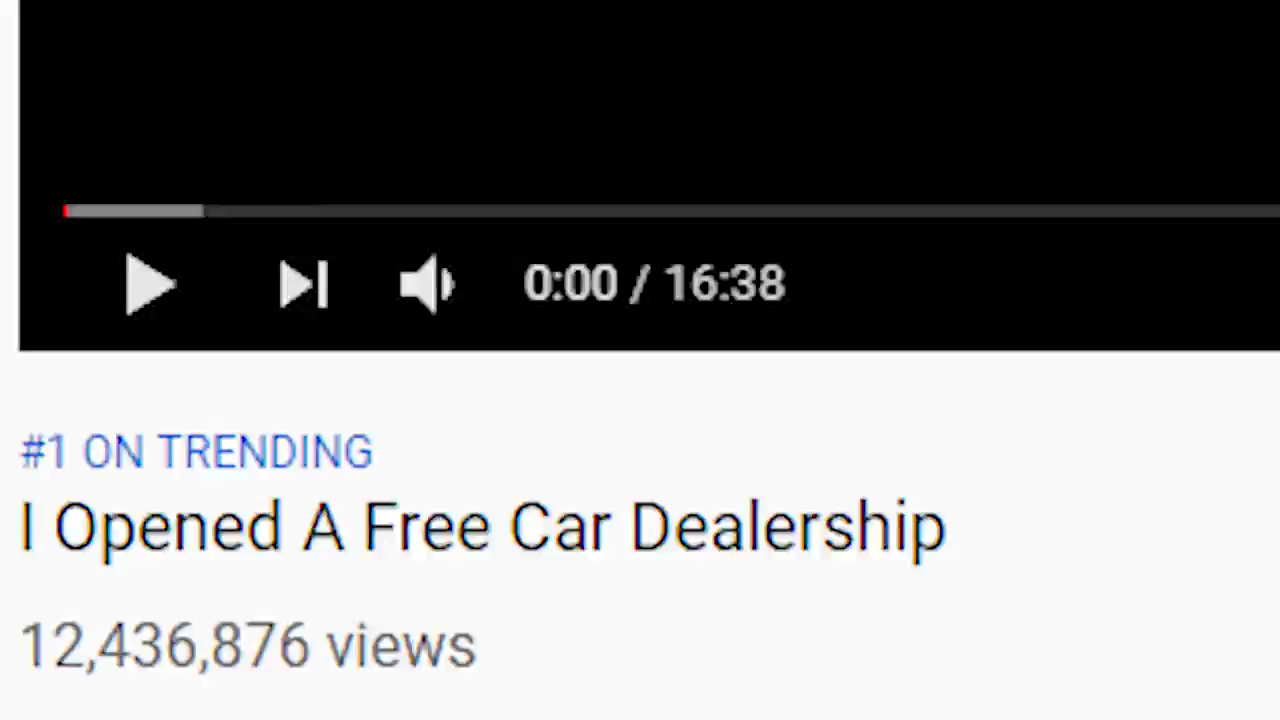 0:00 / 16:38
#1 ON TRENDING
I Opened A Free Car Dealership
12,436,876 views